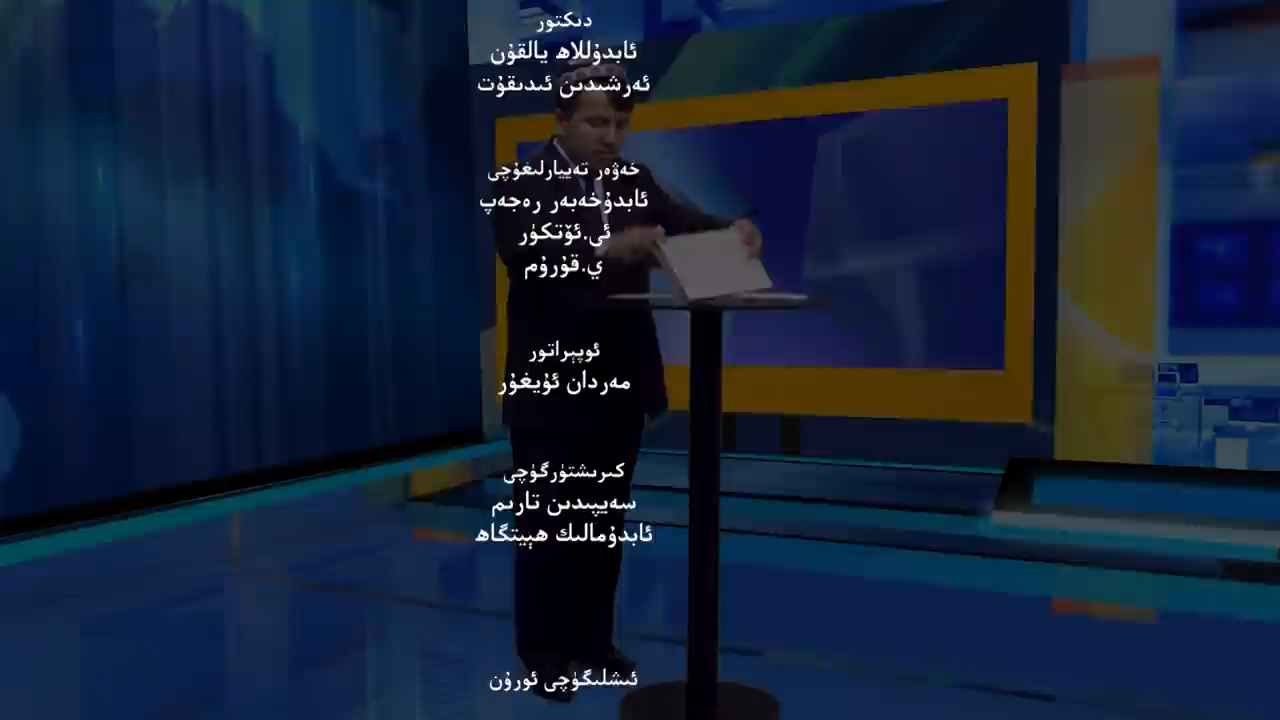 دىكتور
ئابدۇللاھ يالقۇن
ئەرشىدىن ئىدىقۇت
خەۋەر تەييارلىغۇچى
ئابدۇخەبەر رەجەپ
ئى.ئۆتكۈر
ي.قۇرۇم
ئوپېراتور
مەردان ئۇيغۇر
كىرىشتۈرگۈچى
سەيپىدىن تارىم
ئابدۇمالىك ھېيتگاھ
ئىشلىگۈچى ئورۇن